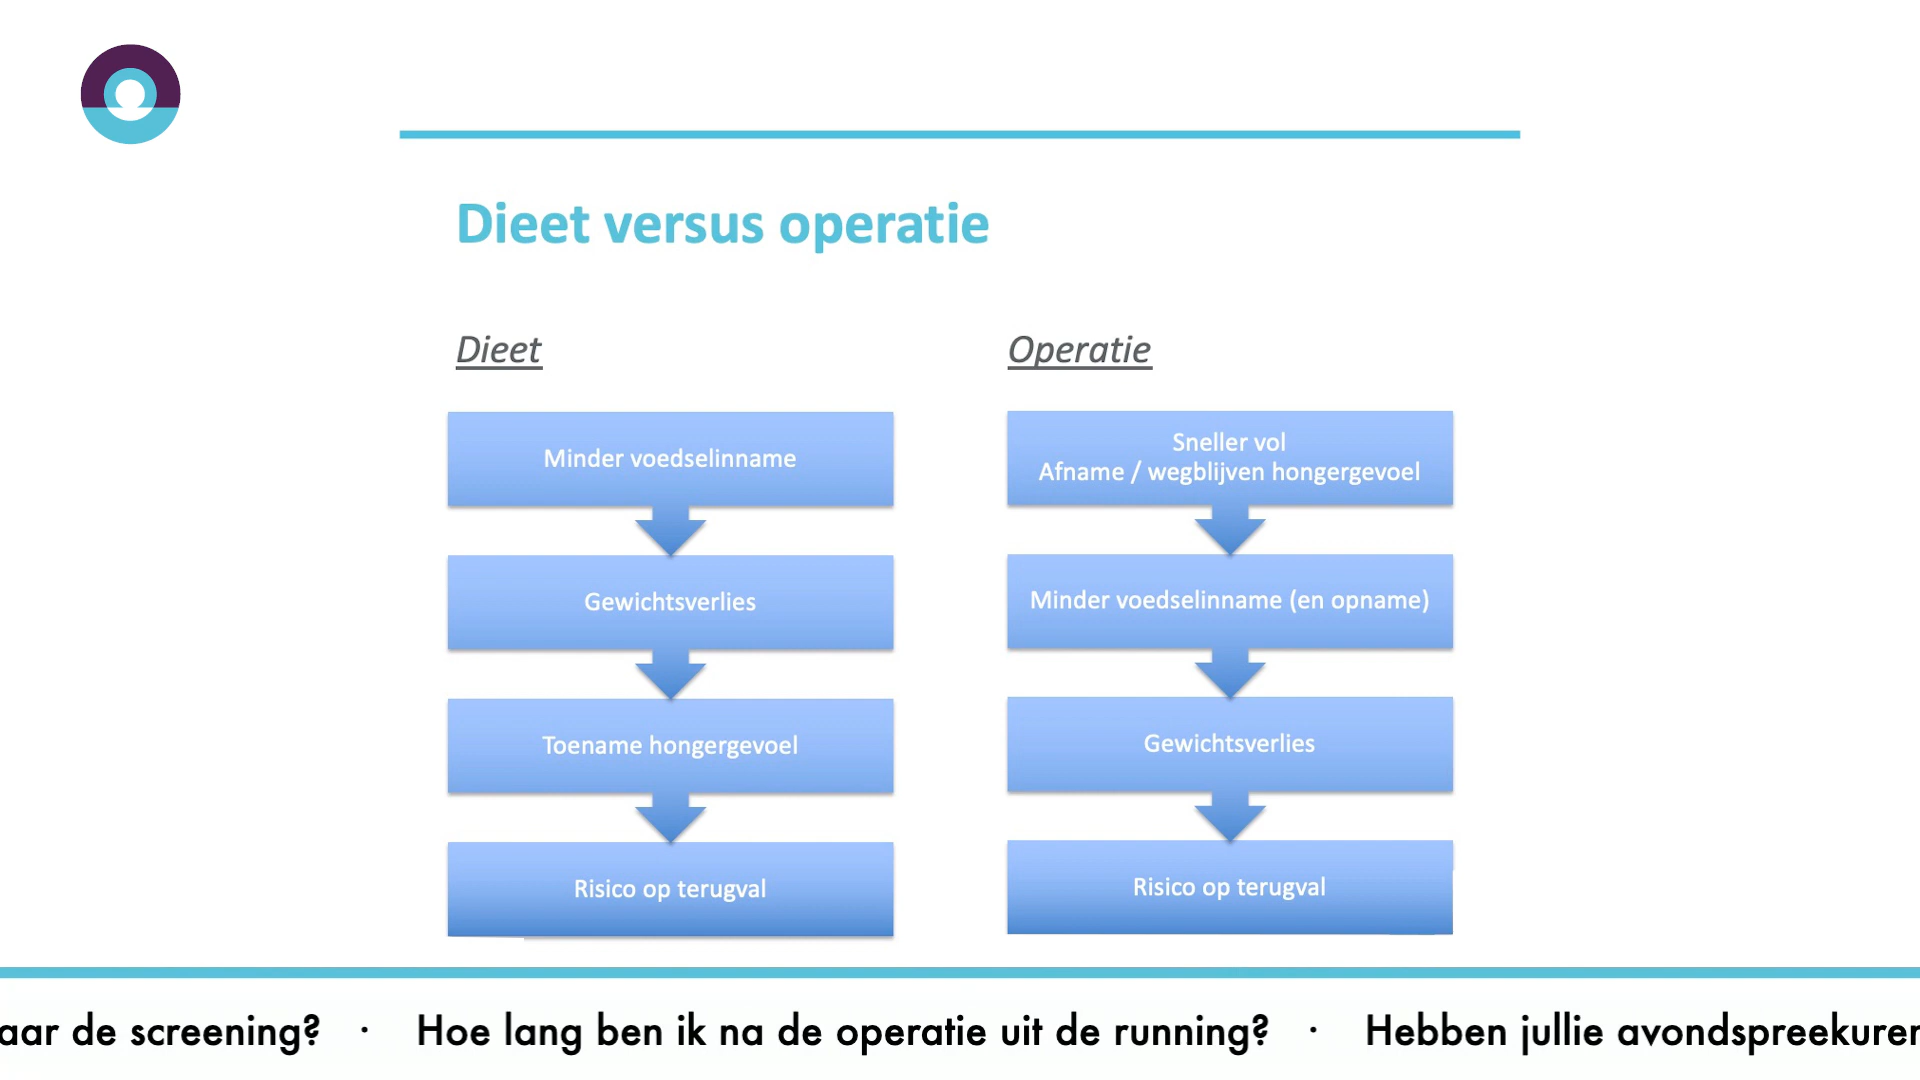 Dieet versus operatie
Dieet
Minder voedselinname
Gewichtsverlies
Toename hongergevoel
Risico op terugval
Operatie
Sneller vol
Afname / wegblijven hongergevoel
Minder voedselinname (en opname)
Gewichtsverlies
Risico op terugval
de screening? · Hoe lang ben ik na de operatie uit de running? · Hebben jullie